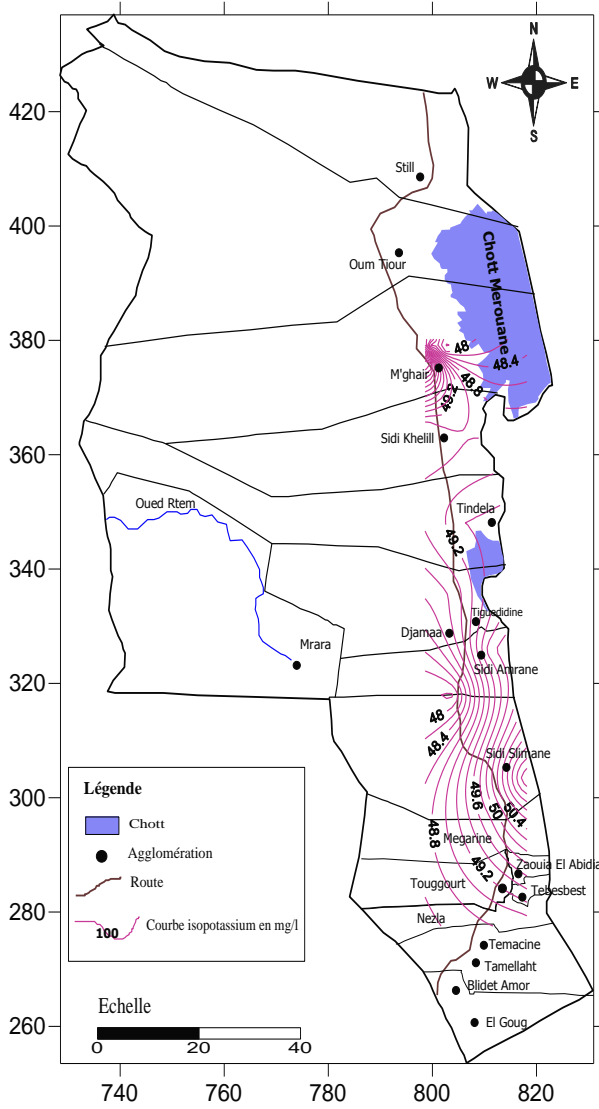 N
W E
S
420
400
380
360
340
320
300
280
260
Still
Oum Tiour
Chott Merouane
48
48.4
48.8
M'ghair
49.2
Sidi Khelill
Oued Rtem
Tindela
49.2
Tiguedidine
Djamaa
Mrara
Sidi Amrane
48
48.4
Sidi Slimane
49.6
50
50.4
48.8
Megarine
49.2
Zaouia El Abidia
Touggourt
Tebesbest
Nezla
Temacine
Tamellaht
Blidet Amor
El Goug
Légende
Chott
Agglomération
Route
100 Courbe isopotassium en mg/l
Echelle
0 20 40
740 760 780 800 820